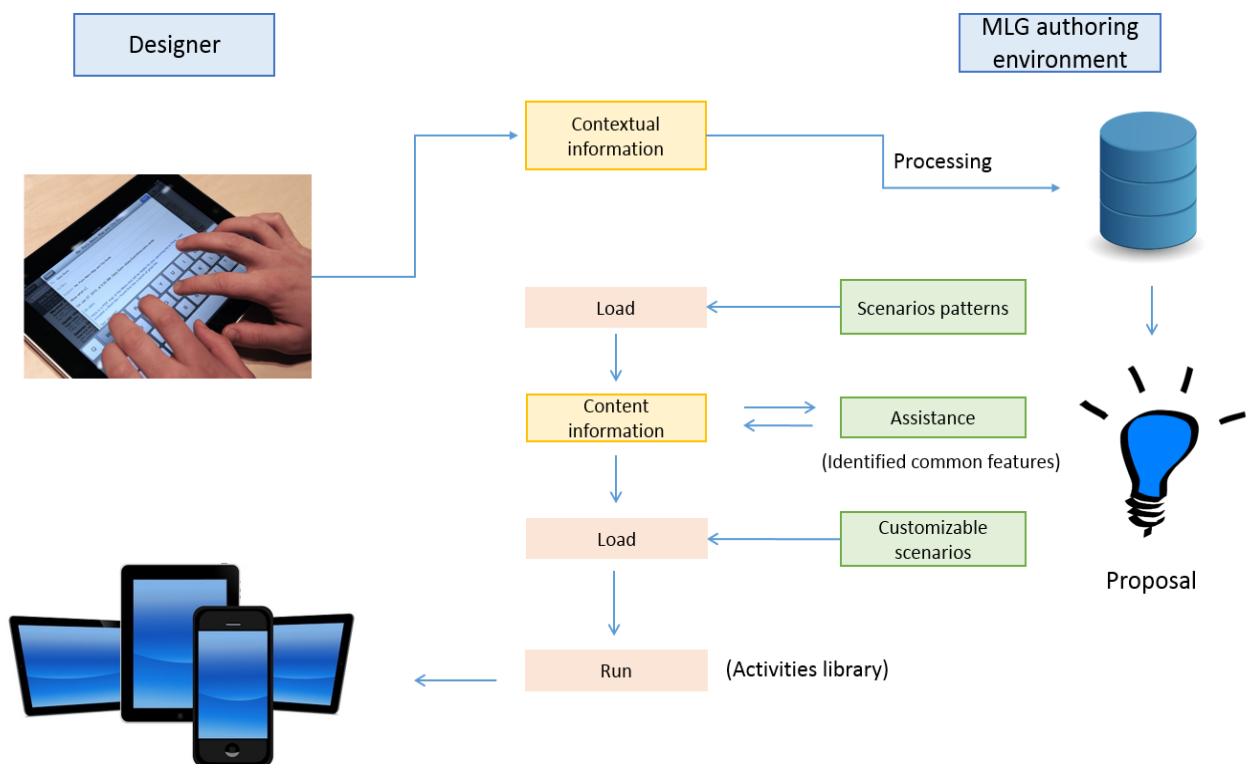 Designer
MLG authoring
environment
Contextual
information
Processing
Load
Scenarios patterns
Content
information
Assistance
(Identified common features)
Load
Customizable
scenarios
Proposal
Run
(Activities library)